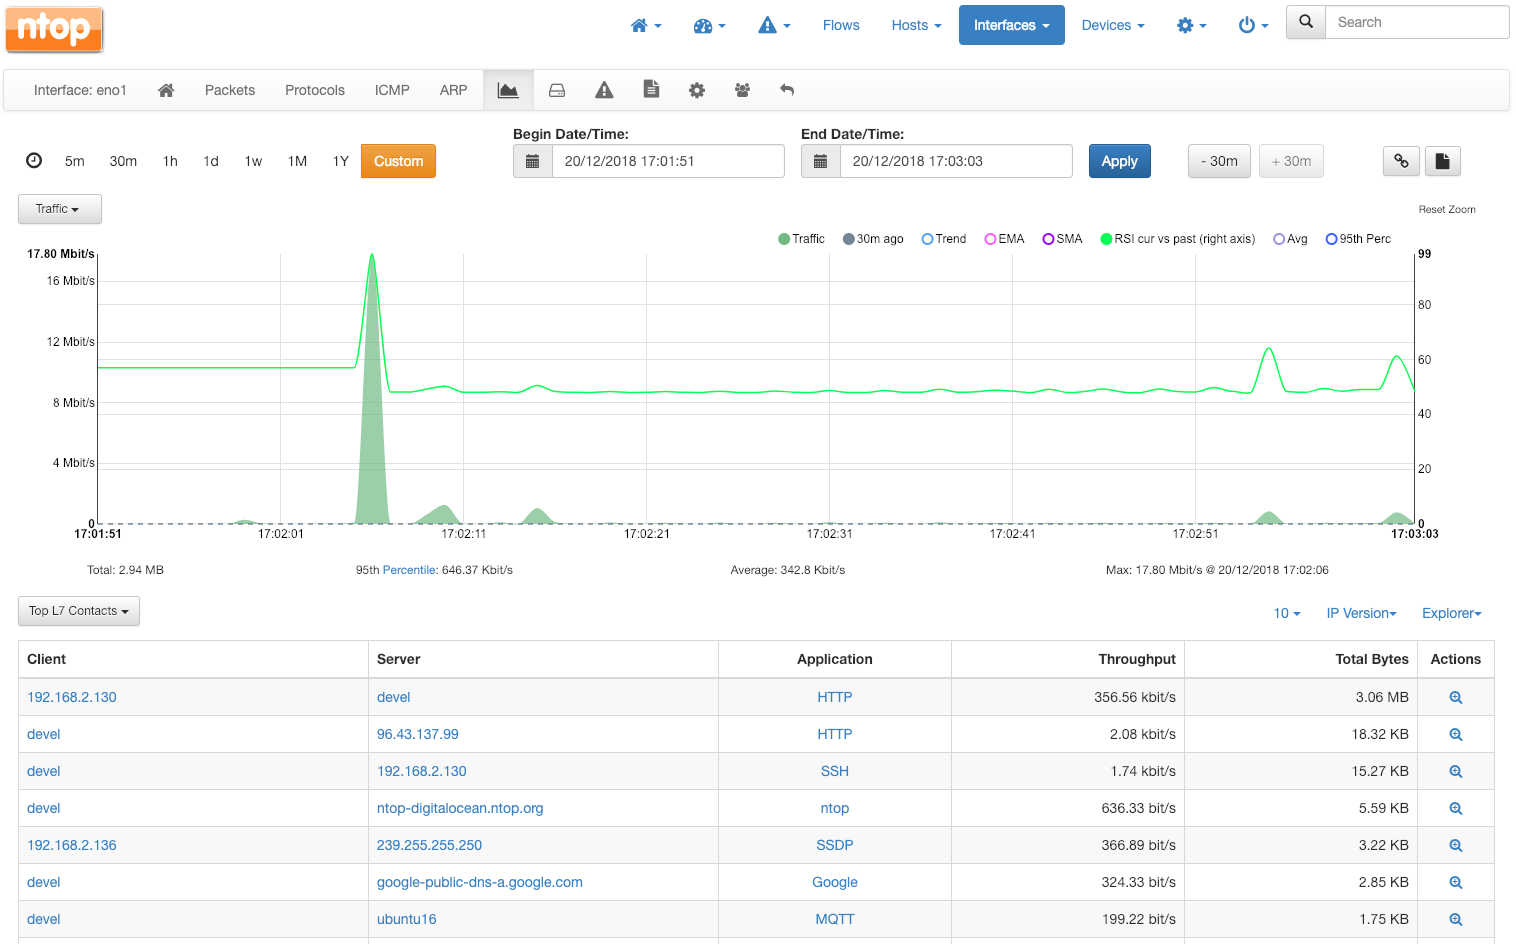 ntop
Flows Hosts Interfaces Devices Search
Interface: eno1 Packets Protocols ICMP ARP
Begin Date/Time: End Date/Time:
5m 30m 1h 1d 1w 1M 1Y Custom 20/12/2018 17:01:51 20/12/2018 17:03:03 Apply - 30m + 30m
Traffic Reset Zoom
Traffic 30m ago Trend EMA SMA RSI cur vs past (right axis) Avg 95th Perc
17.80 Mbit/s 99
16 Mbit/s
80
12 Mbit/s
60
8 Mbit/s
40
4 Mbit/s
20
0 0
17:01:51 17:02:01 17:02:11 17:02:21 17:02:31 17:02:41 17:02:51 17:03:03
Total: 2.94 MB 95th Percentile: 646.37 Kbit/s Average: 342.8 Kbit/s Max: 17.80 Mbit/s @ 20/12/2018 17:02:06
Top L7 Contacts 10 IP Version Explorer
Client Server Application Throughput Total Bytes Actions
192.168.2.130 devel HTTP 356.56 kbit/s 3.06 MB
devel 96.43.137.99 HTTP 2.08 kbit/s 18.32 KB
devel 192.168.2.130 SSH 1.74 kbit/s 15.27 KB
devel ntop-digitalocean.ntop.org ntop 636.33 bit/s 5.59 KB
192.168.2.136 239.255.255.250 SSDP 366.89 bit/s 3.22 KB
devel google-public-dns-a.google.com Google 324.33 bit/s 2.85 KB
devel ubuntu16 MQTT 199.22 bit/s 1.75 KB